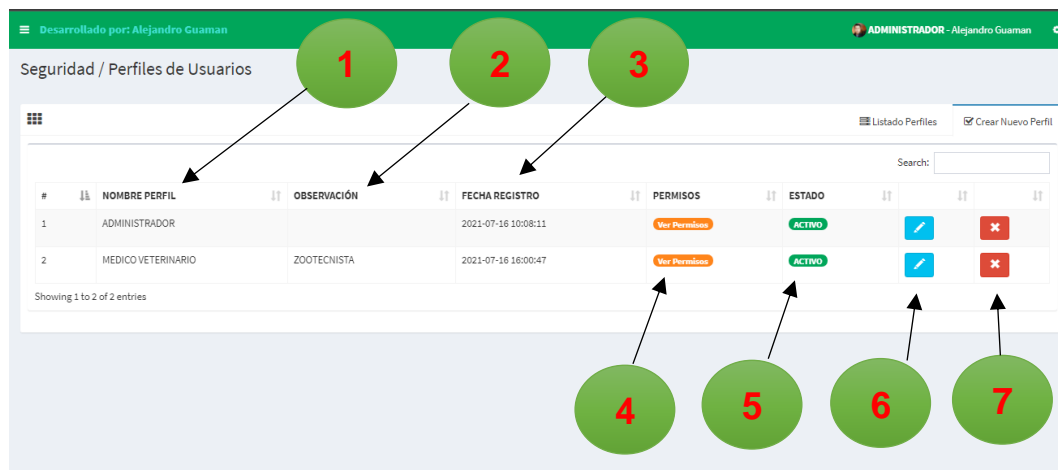 Desarrollado por: Alejandro Guaman ADMINISTRADOR - Alejandro Guaman
Seguridad / Perfiles de Usuarios
1 2 3
Listado Perfiles Crear Nuevo Perfil
Search:
# NOMBRE PERFIL OBSERVACIÓN FECHA REGISTRO PERMISOS ESTADO
1 ADMINISTRADOR 2021-07-16 10:08:11 Ver Permisos ACTIVO
2 MEDICO VETERINARIO ZOOTECNISTA 2021-07-16 16:00:47 Ver Permisos ACTIVO
Showing 1 to 2 of 2 entries
4 5 6 7